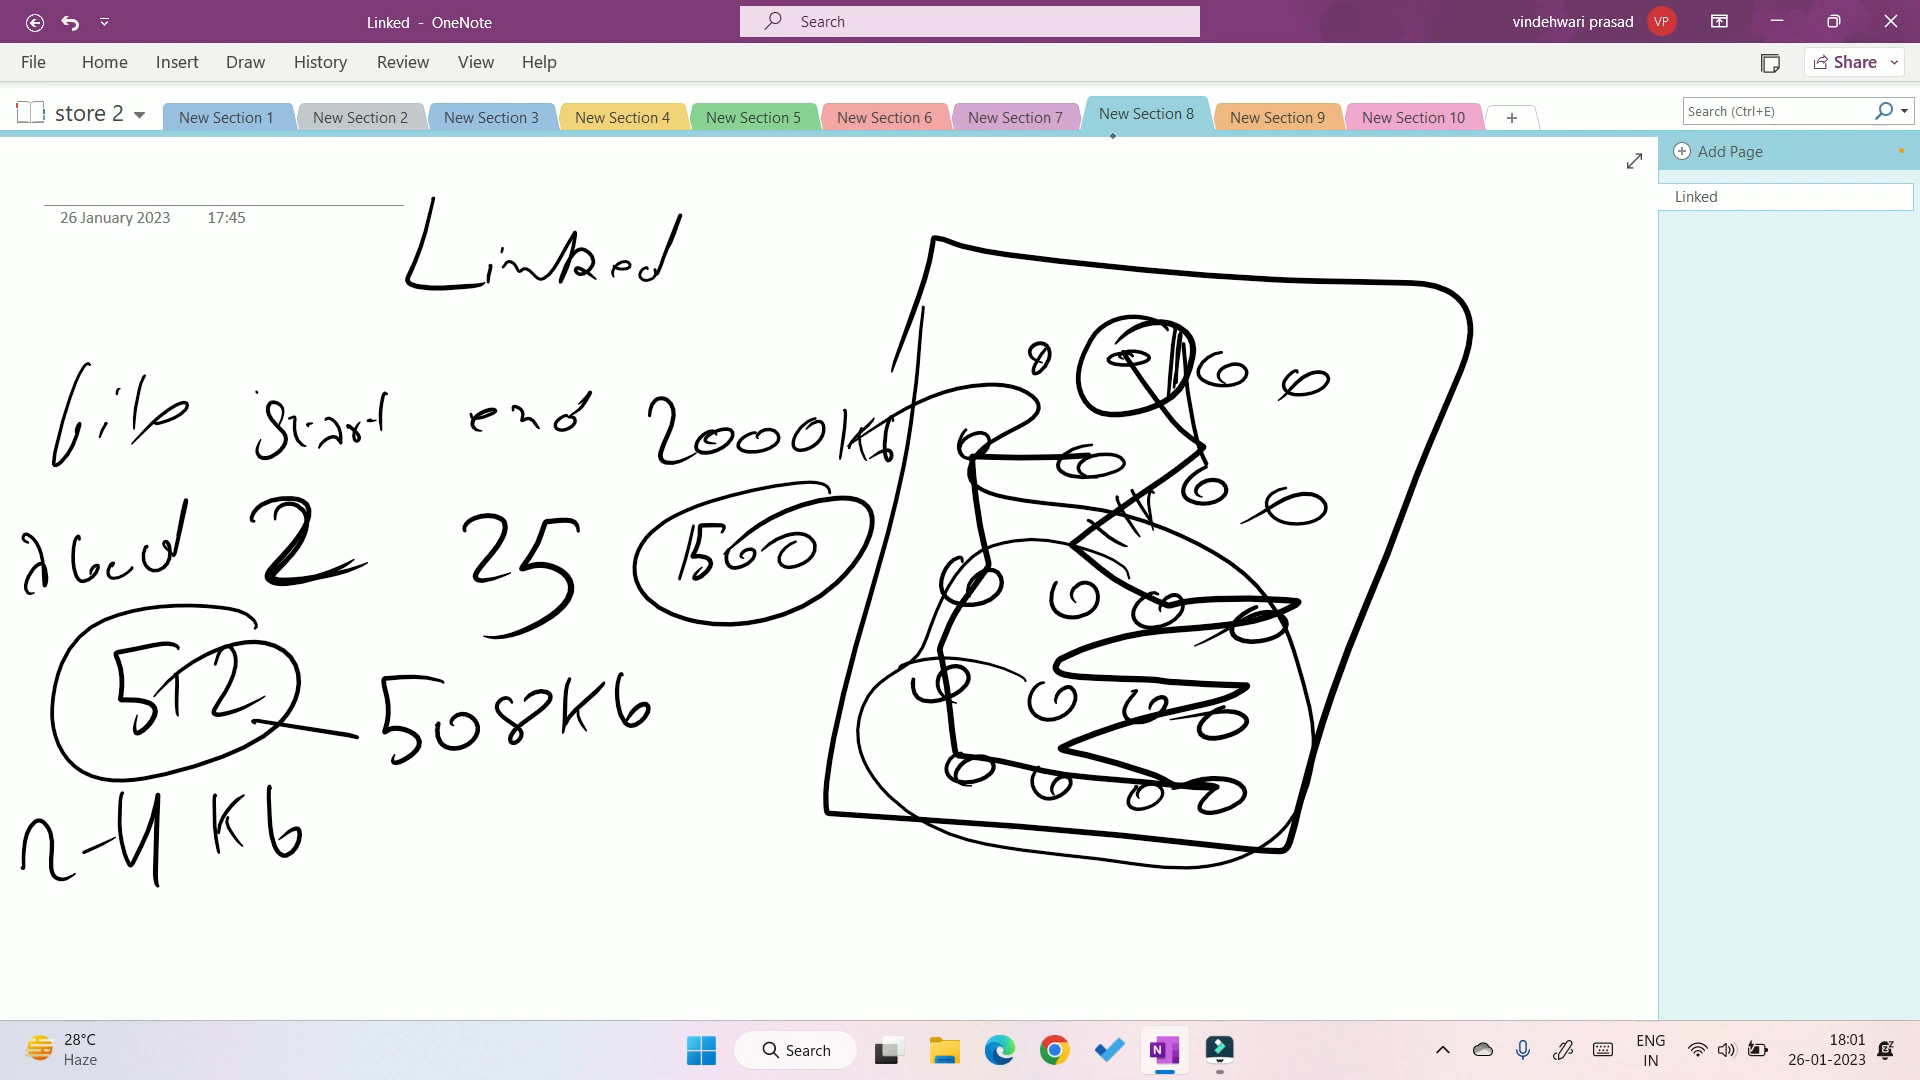 Linked - OneNote
Search
vindehwari prasad
VP
File Home Insert Draw History Review View Help
Share
store 2
New Section 1 New Section 2 New Section 3 New Section 4 New Section 5 New Section 6 New Section 7 New Section 8 New Section 9 New Section 10 +
Search (Ctrl+E)
Add Page
Linked
26 January 2023 17:45
Linked
file start end 2000Kb
abcd 2 25 1500
512 508Kb
n-4 Kb
8
28°C
Haze
Search
ENG
IN
18:01
26-01-2023